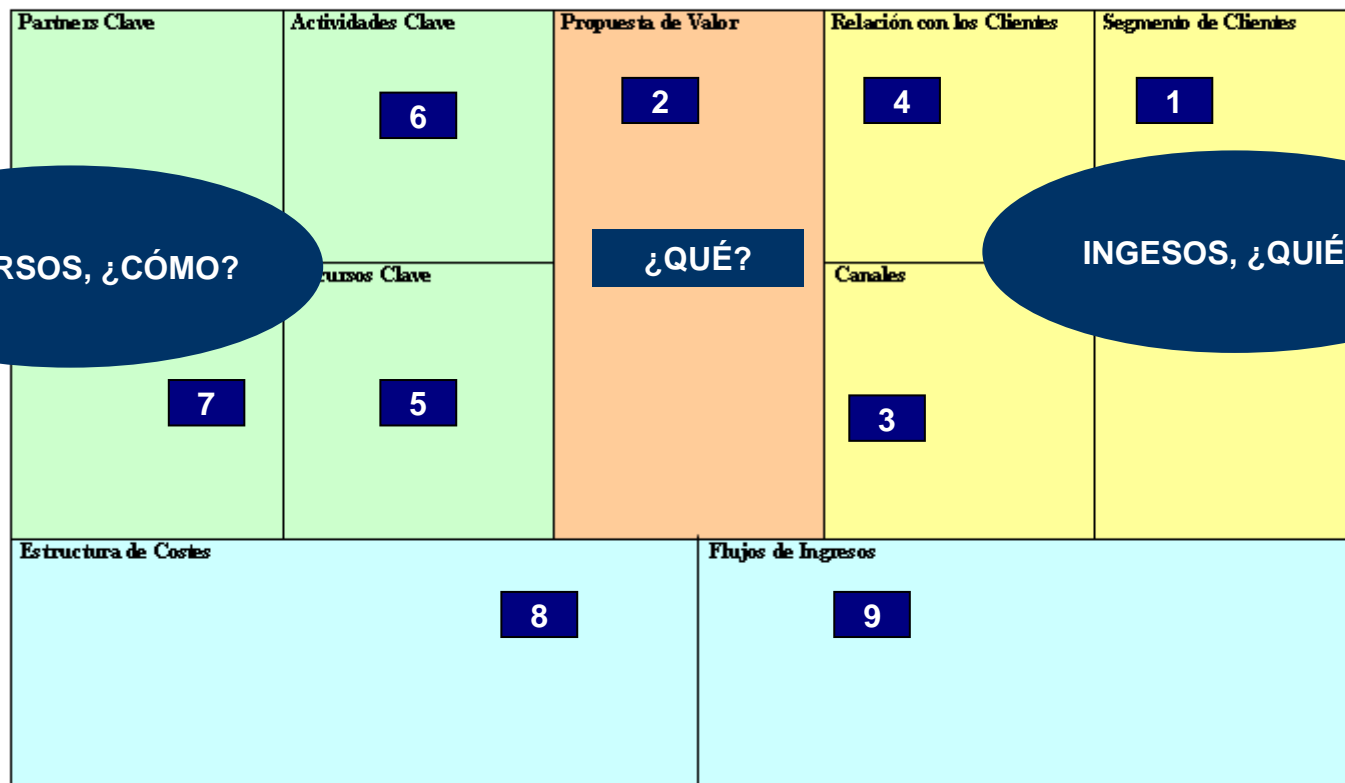 Partners Clave
Actividades Clave
Propuesta de Valor
Relación con los Clientes
Segmento de Clientes
6
2
4
1
RSOS, ¿CÓMO?
¿QUÉ?
INGESOS, ¿QUIÉ
cursos Clave
Canales
7
5
3
Estructura de Costes
Flujos de Ingresos
8
9